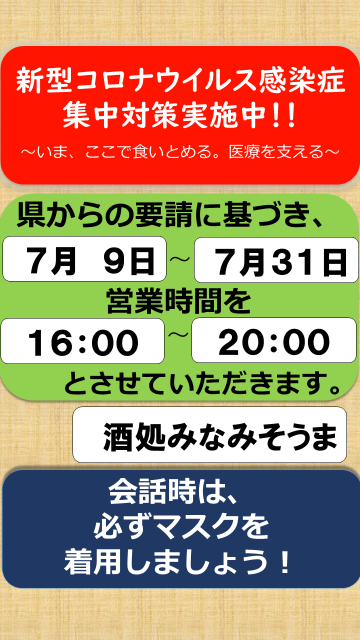 新型コロナウイルス感染症
集中対策実施中！！
～いま、ここで食いとめる。医療を支える～
県からの要請に基づき、
７月　９日～７月３１日
営業時間を
１６：００～２０：００
とさせていただきます。
酒処みなみそうま
会話時は、
必ずマスクを
着用しましょう！